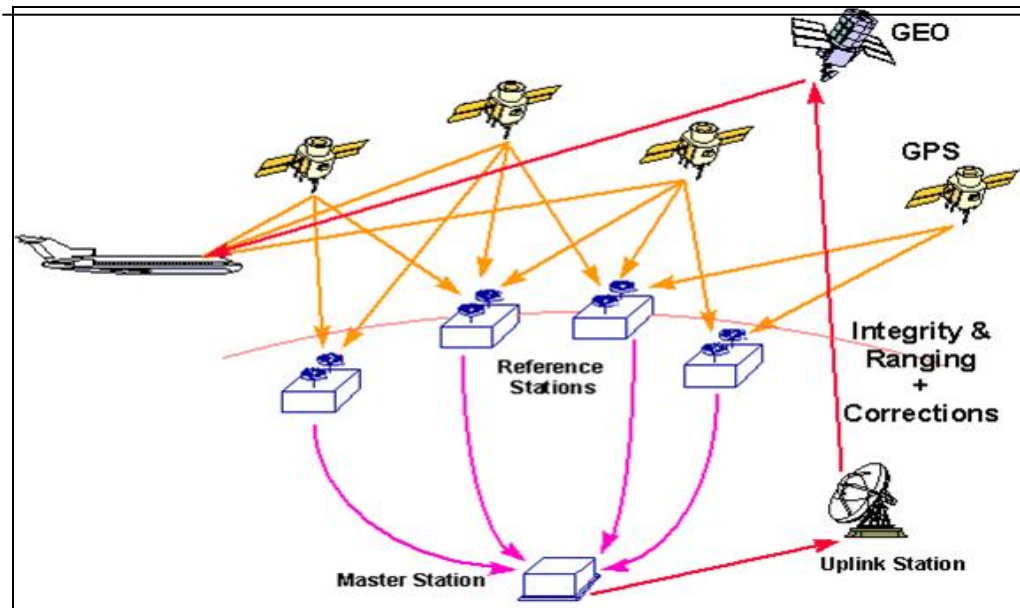 GEO
GPS
Integrity &
Ranging
+
Corrections
Reference
Stations
Master Station
Uplink Station